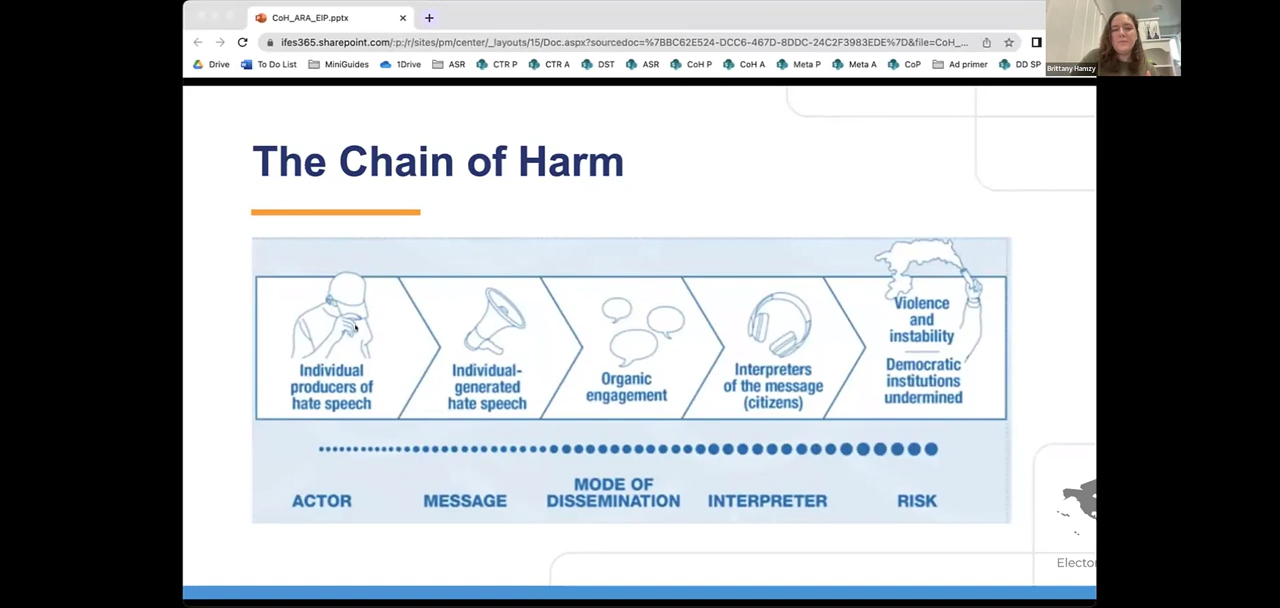 CoH_ARA_EIP.pptx
ifes365.sharepoint.com/:p:/r/sites/pm/center/_layouts/15/Doc.aspx?sourcedoc=%7BBC62E524-DCC6-467D-8DDC-24C2F3983EDE%7D&file=CoH_...
Drive To Do List MiniGuides 1Drive ASR CTR P CTR A DST ASR CoH P CoH A Meta P Meta A CoP Ad primer DD SP
Brittany Hamzy
The Chain of Harm
Individual
producers of
hate speech
Individual-
generated
hate speech
Organic
engagement
Interpreters
of the message
(citizens)
Violence
and
instability
Democratic
institutions
undermined
ACTOR
MESSAGE
MODE OF
DISSEMINATION
INTERPRETER
RISK
Elector